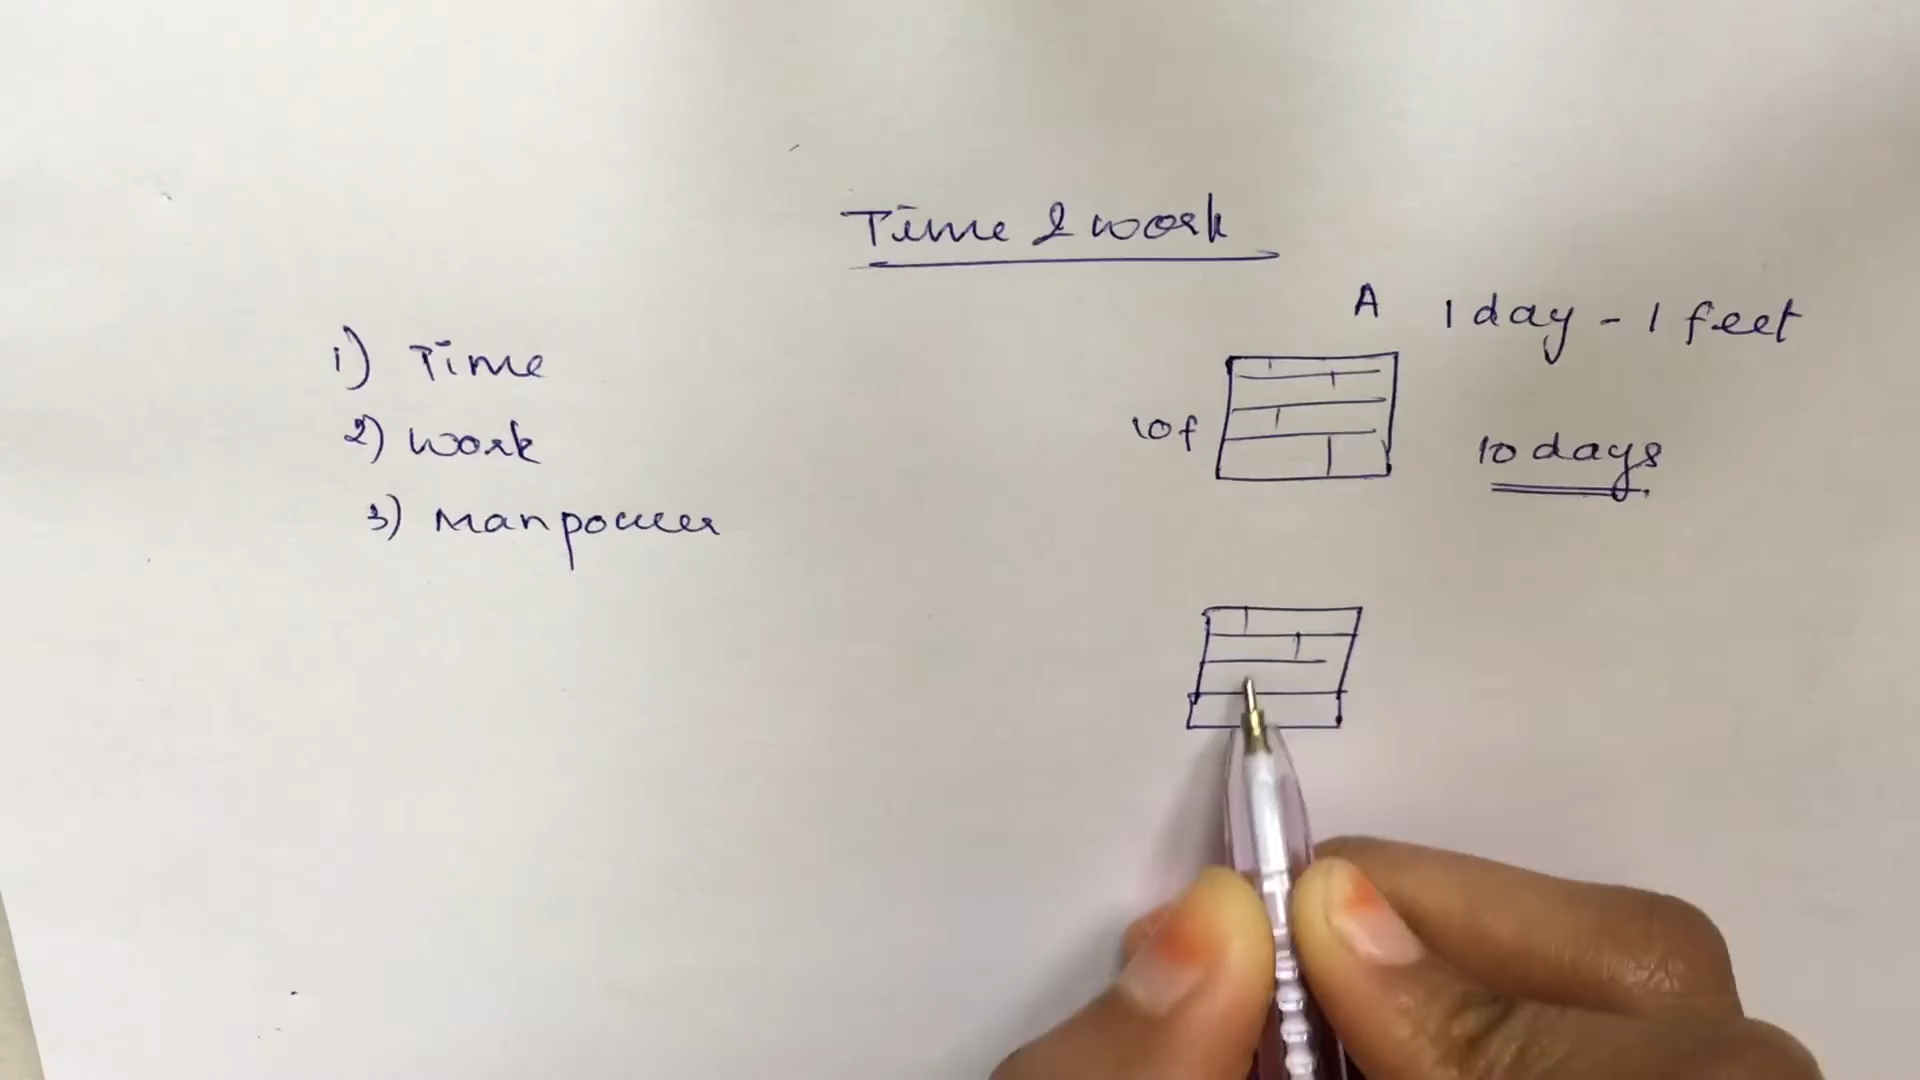 Time & work
1) Time
2) work
3) Manpower
A 1 day - 1 feet
10f
10 days